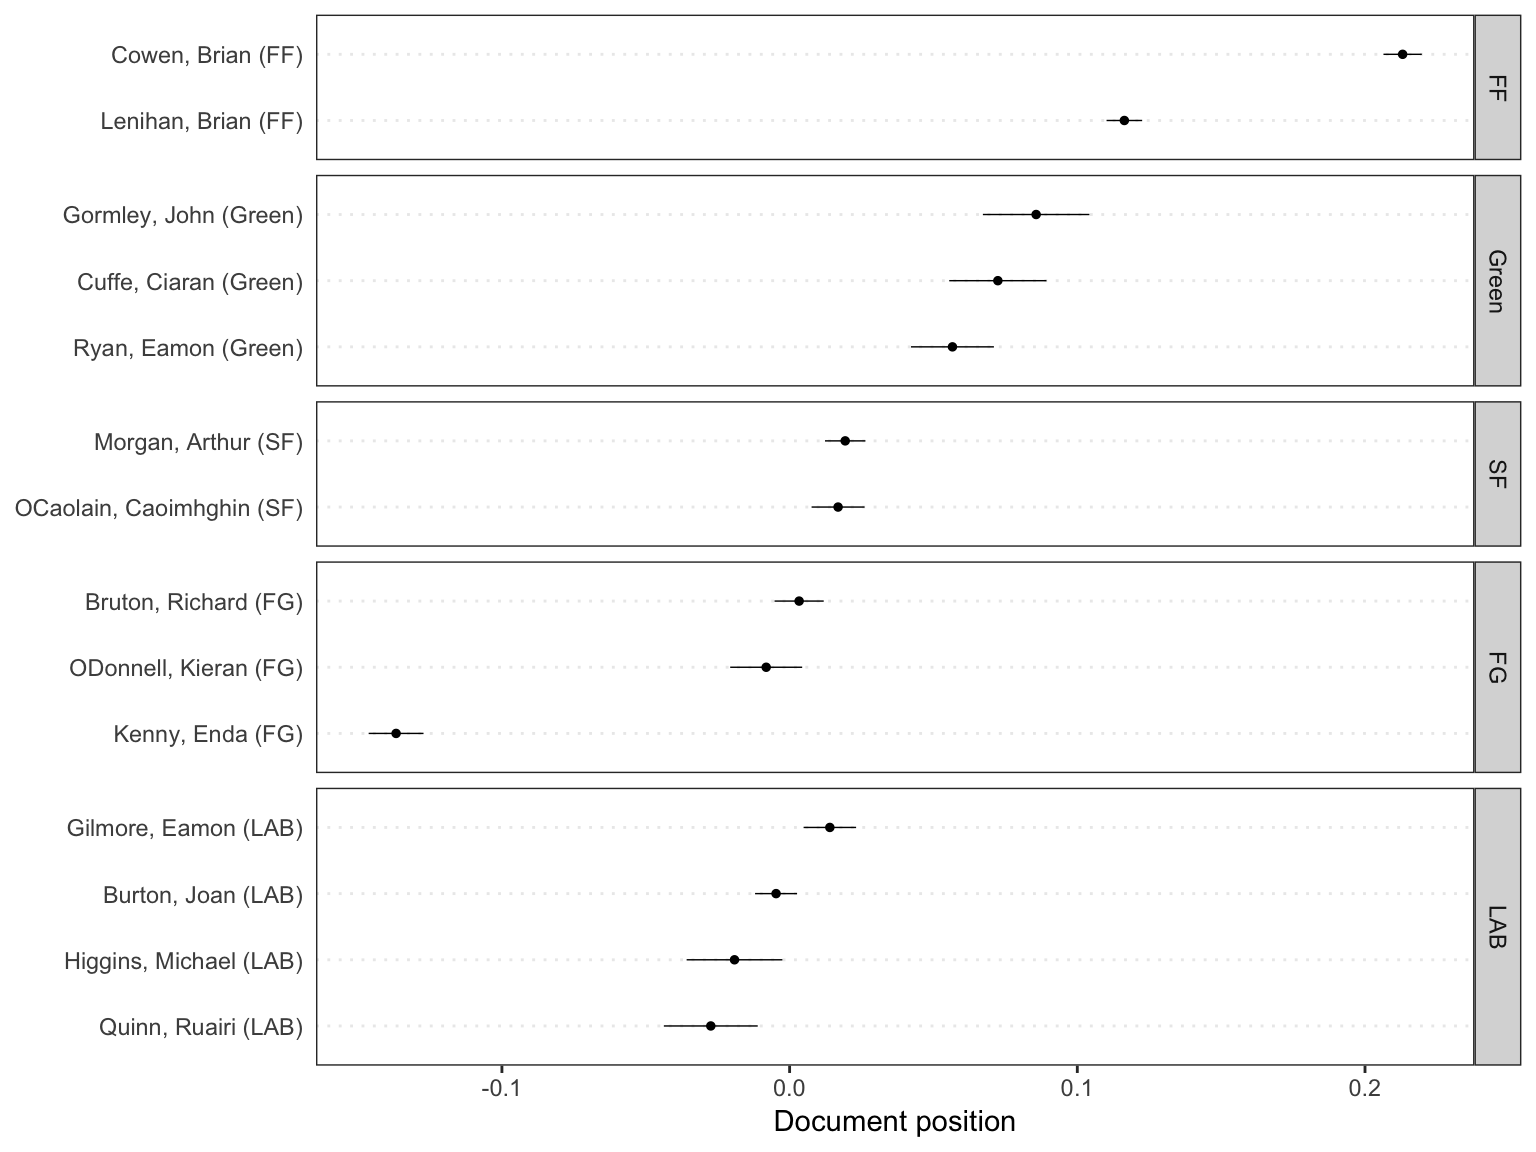 Cowen, Brian (FF)
Lenihan, Brian (FF)
FF
Gormley, John (Green)
Cuffe, Ciaran (Green)
Ryan, Eamon (Green)
Green
Morgan, Arthur (SF)
OCaolain, Caoimhghin (SF)
SF
Bruton, Richard (FG)
ODonnell, Kieran (FG)
Kenny, Enda (FG)
FG
Gilmore, Eamon (LAB)
Burton, Joan (LAB)
Higgins, Michael (LAB)
Quinn, Ruairi (LAB)
LAB
-0.1 0.0 0.1 0.2
Document position